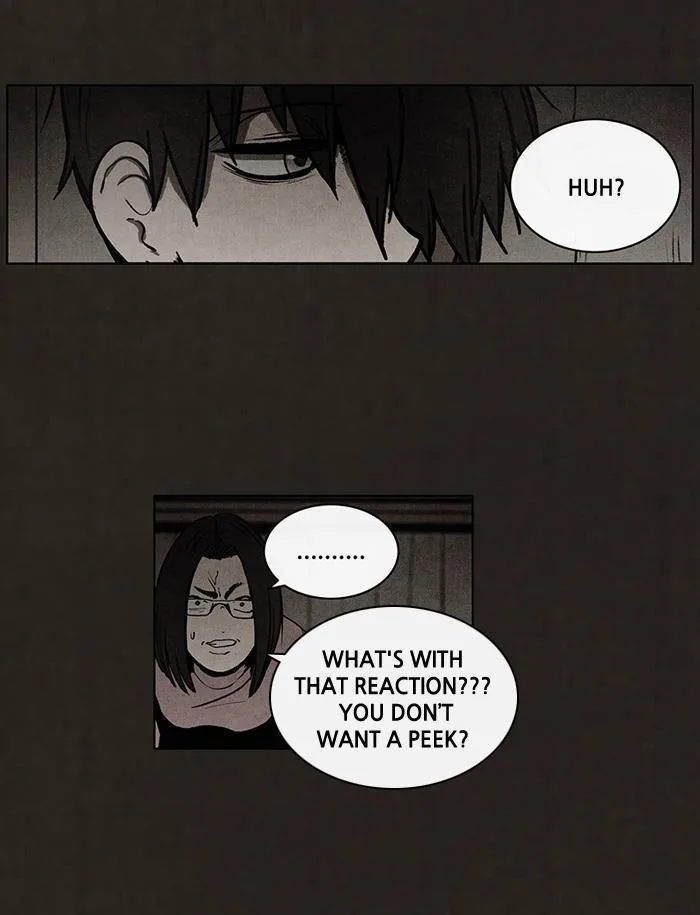 HUH?
..........
WHAT'S WITH
THAT REACTION???
YOU DON'T
WANT A PEEK?